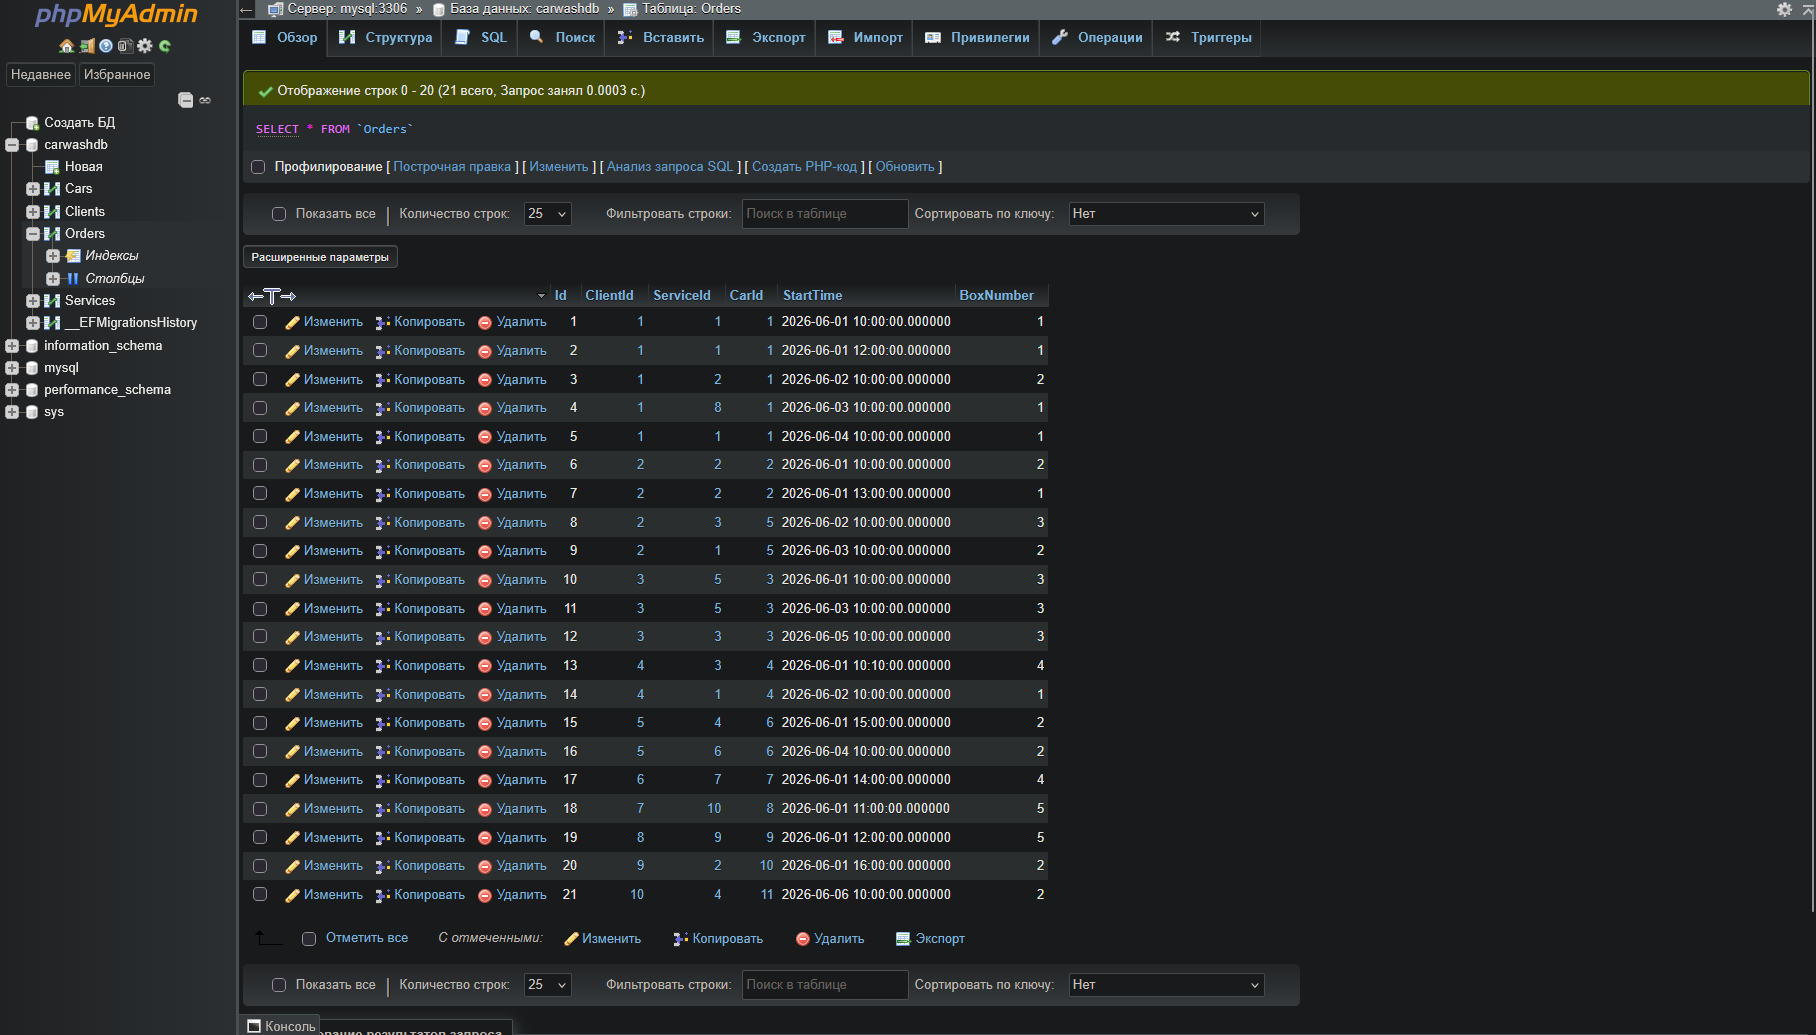 phpMyAdmin
Недавнее Избранное
Создать БД
carwashdb
Новая
Cars
Clients
Orders
Индексы
Столбцы
Services
__EFMigrationsHistory
information_schema
mysql
performance_schema
sys
Сервер: mysql:3306 » База данных: carwashdb » Таблица: Orders
Обзор Структура SQL Поиск Вставить Экспорт Импорт Привилегии Операции Триггеры
Отображение строк 0 - 20 (21 всего, Запрос занял 0.0003 с.)
SELECT * FROM `Orders`
Профилирование [ Построчная правка ] [ Изменить ] [ Анализ запроса SQL ] [ Создать PHP-код ] [ Обновить ]
Показать все | Количество строк: 25 Фильтровать строки: Поиск в таблице Сортировать по ключу: Нет
Расширенные параметры
Id ClientId ServiceId CarId StartTime BoxNumber
Изменить Копировать Удалить 1 1 1 1 2026-06-01 10:00:00.000000 1
Изменить Копировать Удалить 2 1 1 1 2026-06-01 12:00:00.000000 1
Изменить Копировать Удалить 3 1 2 1 2026-06-02 10:00:00.000000 2
Изменить Копировать Удалить 4 1 8 1 2026-06-03 10:00:00.000000 1
Изменить Копировать Удалить 5 1 1 1 2026-06-04 10:00:00.000000 1
Изменить Копировать Удалить 6 2 2 2 2026-06-01 10:00:00.000000 2
Изменить Копировать Удалить 7 2 2 2 2026-06-01 13:00:00.000000 1
Изменить Копировать Удалить 8 2 3 5 2026-06-02 10:00:00.000000 3
Изменить Копировать Удалить 9 2 1 5 2026-06-03 10:00:00.000000 2
Изменить Копировать Удалить 10 3 5 3 2026-06-01 10:00:00.000000 3
Изменить Копировать Удалить 11 3 5 3 2026-06-03 10:00:00.000000 3
Изменить Копировать Удалить 12 3 3 3 2026-06-05 10:00:00.000000 3
Изменить Копировать Удалить 13 4 3 4 2026-06-01 10:10:00.000000 4
Изменить Копировать Удалить 14 4 1 4 2026-06-02 10:00:00.000000 1
Изменить Копировать Удалить 15 5 4 6 2026-06-01 15:00:00.000000 2
Изменить Копировать Удалить 16 5 6 6 2026-06-04 10:00:00.000000 2
Изменить Копировать Удалить 17 6 7 7 2026-06-01 14:00:00.000000 4
Изменить Копировать Удалить 18 7 10 8 2026-06-01 11:00:00.000000 5
Изменить Копировать Удалить 19 8 9 9 2026-06-01 12:00:00.000000 5
Изменить Копировать Удалить 20 9 2 10 2026-06-01 16:00:00.000000 2
Изменить Копировать Удалить 21 10 4 11 2026-06-06 10:00:00.000000 2
Отметить все С отмеченными: Изменить Копировать Удалить Экспорт
Показать все | Количество строк: 25 Фильтровать строки: Поиск в таблице Сортировать по ключу: Нет
Консоль результатов запроса